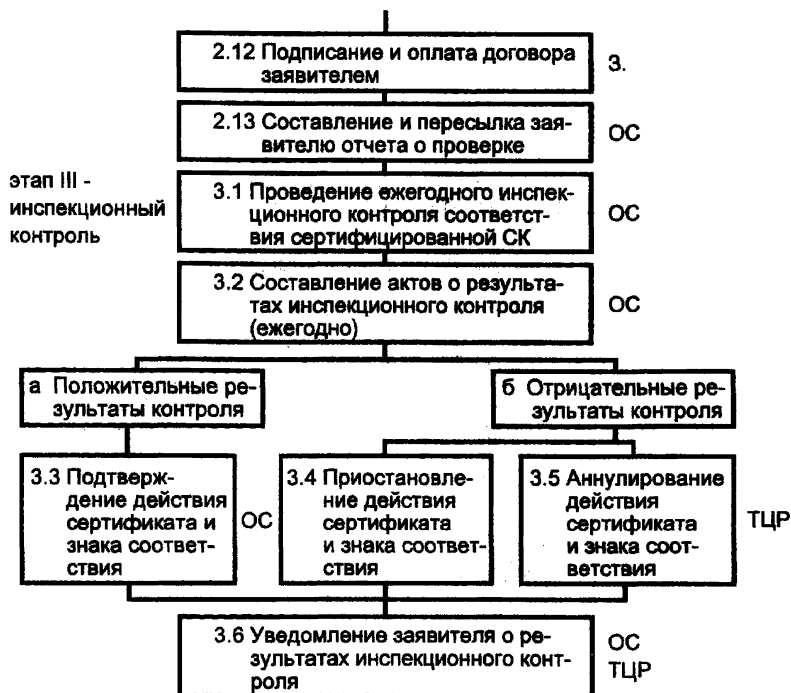 2.12 Подписание и оплата договора
заявителем
З.
2.13 Составление и пересылка зая-
вителю отчета о проверке
ОС
этап III -
инспекционный
контроль
3.1 Проведение ежегодного инспек-
ционного контроля соответст-
вия сертифицированной СК
ОС
3.2 Составление актов о результа-
тах инспекционного контроля
(ежегодно)
ОС
а Положительные ре-
зультаты контроля
б Отрицательные ре-
зультаты контроля
3.3 Подтверж-
дение действия
сертификата и
знака соответ-
ствия
ОС
3.4 Приостановле-
ние действия
сертификата
и знака соответ-
ствия
3.5 Аннулирование
действия
сертификата
и знака соот-
ветствия
ТЦР
3.6 Уведомление заявителя о ре-
зультатах инспекционного конт-
роля
ОС
ТЦР